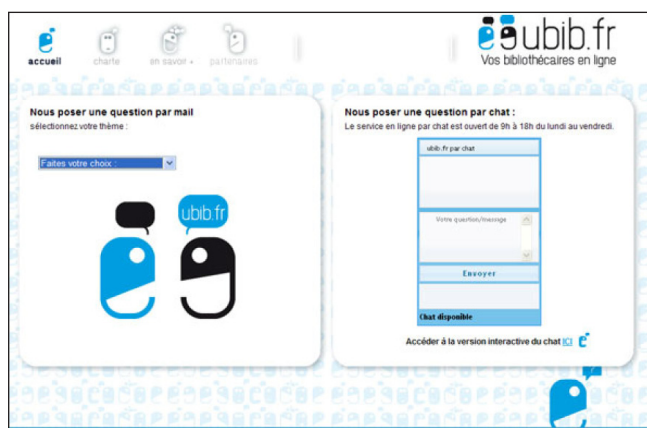 accueil
charte
en savoir +
partenaires
ubib.fr
Vos bibliothécaires en ligne
Nous poser une question par mail
sélectionnez votre thème :
Faites votre choix :
ubib.fr
Nous poser une question par chat :
Le service en ligne par chat est ouvert de 9h à 18h du lundi au vendredi.
ubib.fr par chat
Votre question/message
Envoyer
Chat disponible
Accéder à la version interactive du chat ICI